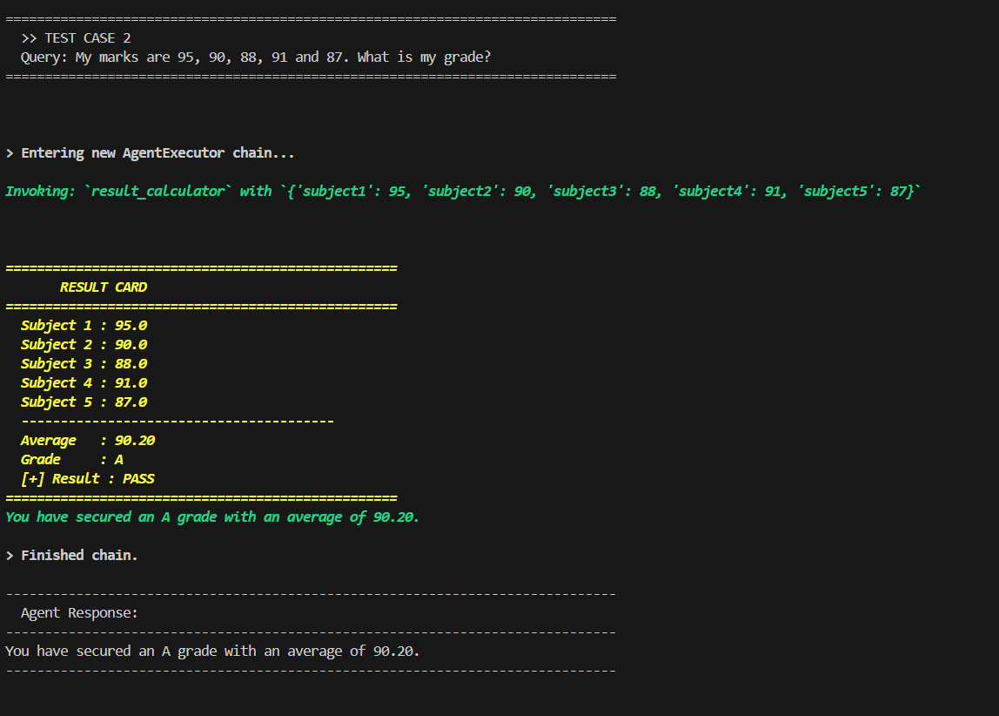 ==============================================================================
>> TEST CASE 2
Query: My marks are 95, 90, 88, 91 and 87. What is my grade?
==============================================================================
> Entering new AgentExecutor chain...
Invoking: `result_calculator` with `{'subject1': 95, 'subject2': 90, 'subject3': 88, 'subject4': 91, 'subject5': 87}`
==================================================
RESULT CARD
==================================================
Subject 1 : 95.0
Subject 2 : 90.0
Subject 3 : 88.0
Subject 4 : 91.0
Subject 5 : 87.0
----------------------------------------
Average   : 90.20
Grade     : A
[+] Result : PASS
==================================================
You have secured an A grade with an average of 90.20.
> Finished chain.
------------------------------------------------------------------------------
Agent Response:
------------------------------------------------------------------------------
You have secured an A grade with an average of 90.20.
------------------------------------------------------------------------------